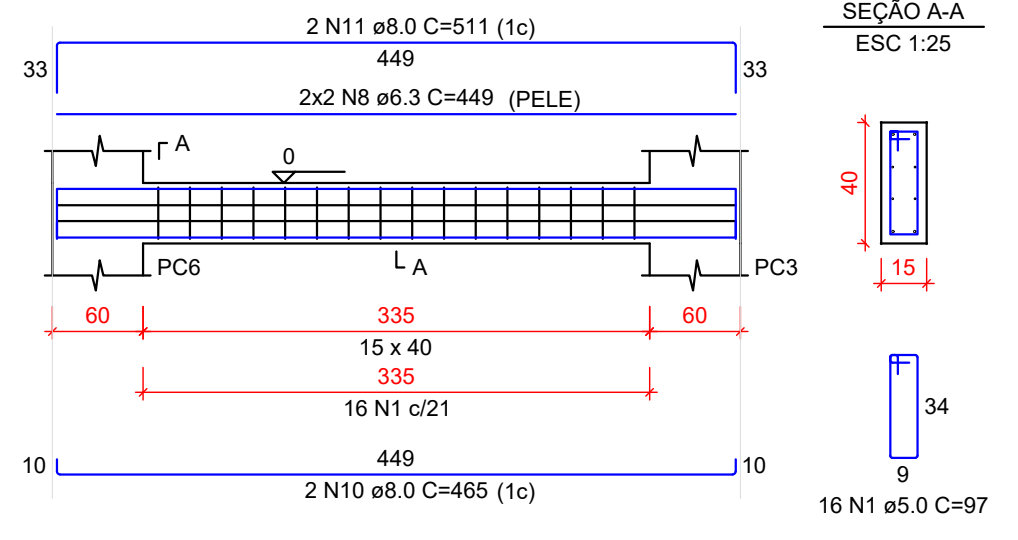 2 N11 ø8.0 C=511 (1c)
33
449
33
2x2 N8 ø6.3 C=449 (PELE)
A
0
PC6
A
PC3
60
335
60
15 x 40
335
16 N1 c/21
10
449
10
2 N10 ø8.0 C=465 (1c)
SEÇÃO A-A
ESC 1:25
40
15
34
9
16 N1 ø5.0 C=97